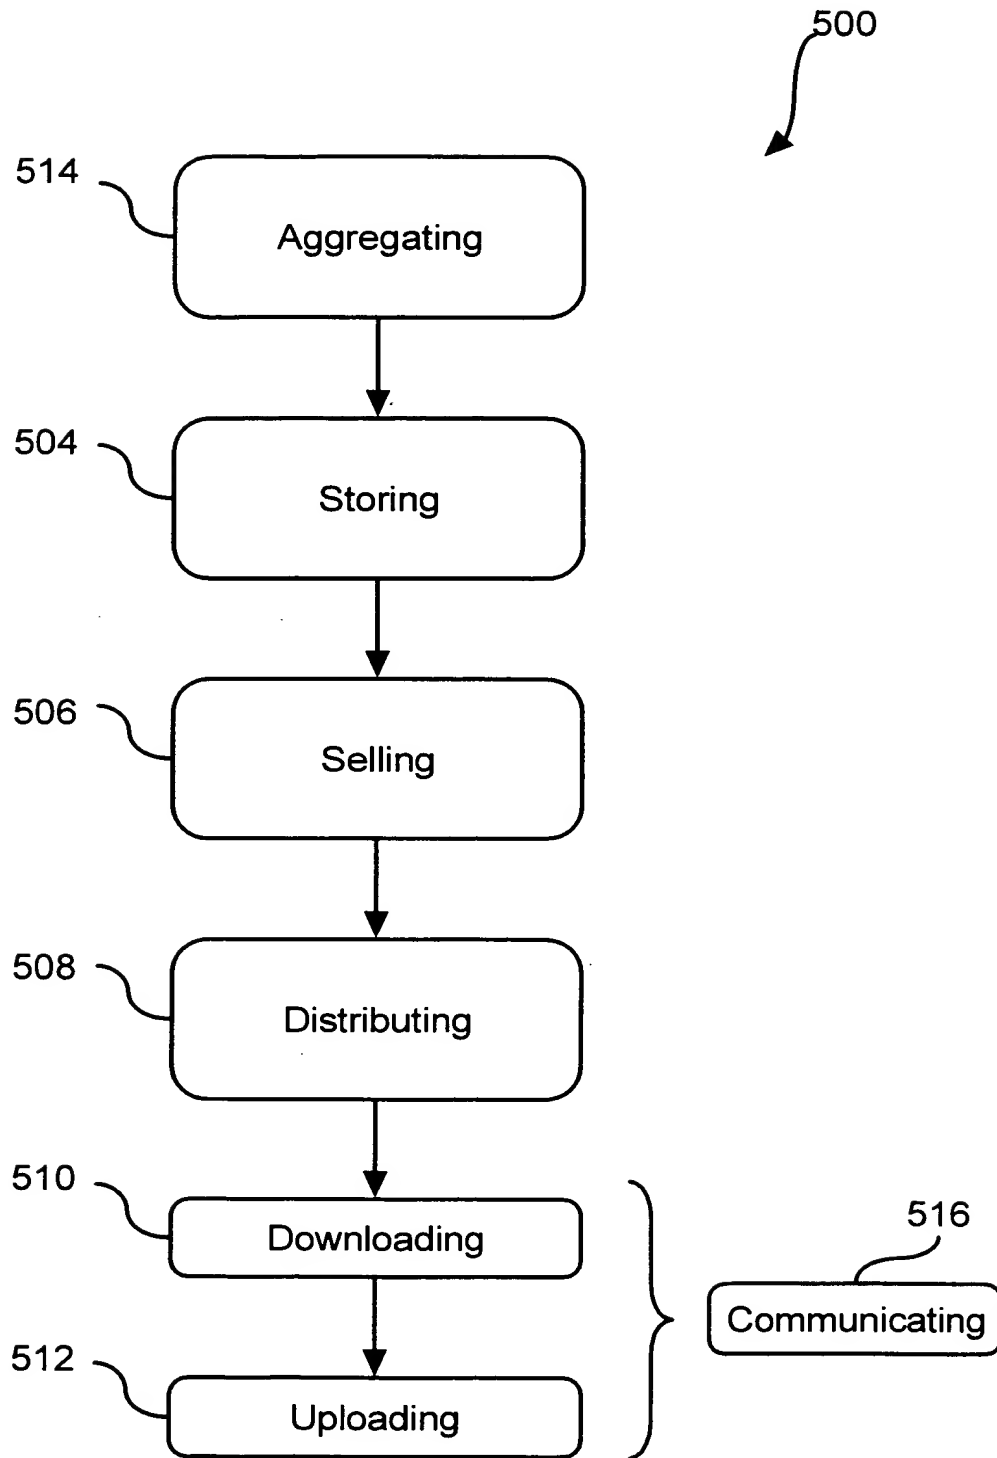 500
514
Aggregating
504
Storing
506
Selling
508
Distributing
510
Downloading
516
Communicating
512
Uploading